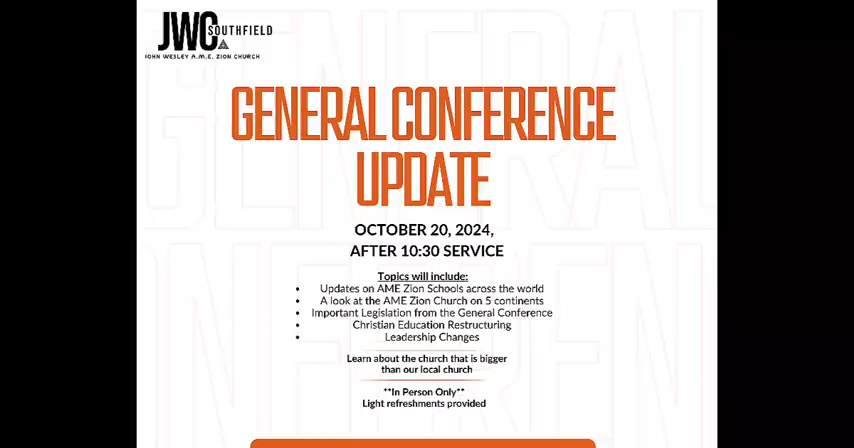 JWC SOUTHFIELD
JOHN WESLEY A.M.E. ZION CHURCH
GENERAL CONFERENCE
UPDATE
OCTOBER 20, 2024,
AFTER 10:30 SERVICE
Topics will include:
• Updates on AME Zion Schools across the world
• A look at the AME Zion Church on 5 continents
• Important Legislation from the General Conference
• Christian Education Restructuring
• Leadership Changes
Learn about the church that is bigger
than our local church
**In Person Only**
Light refreshments provided